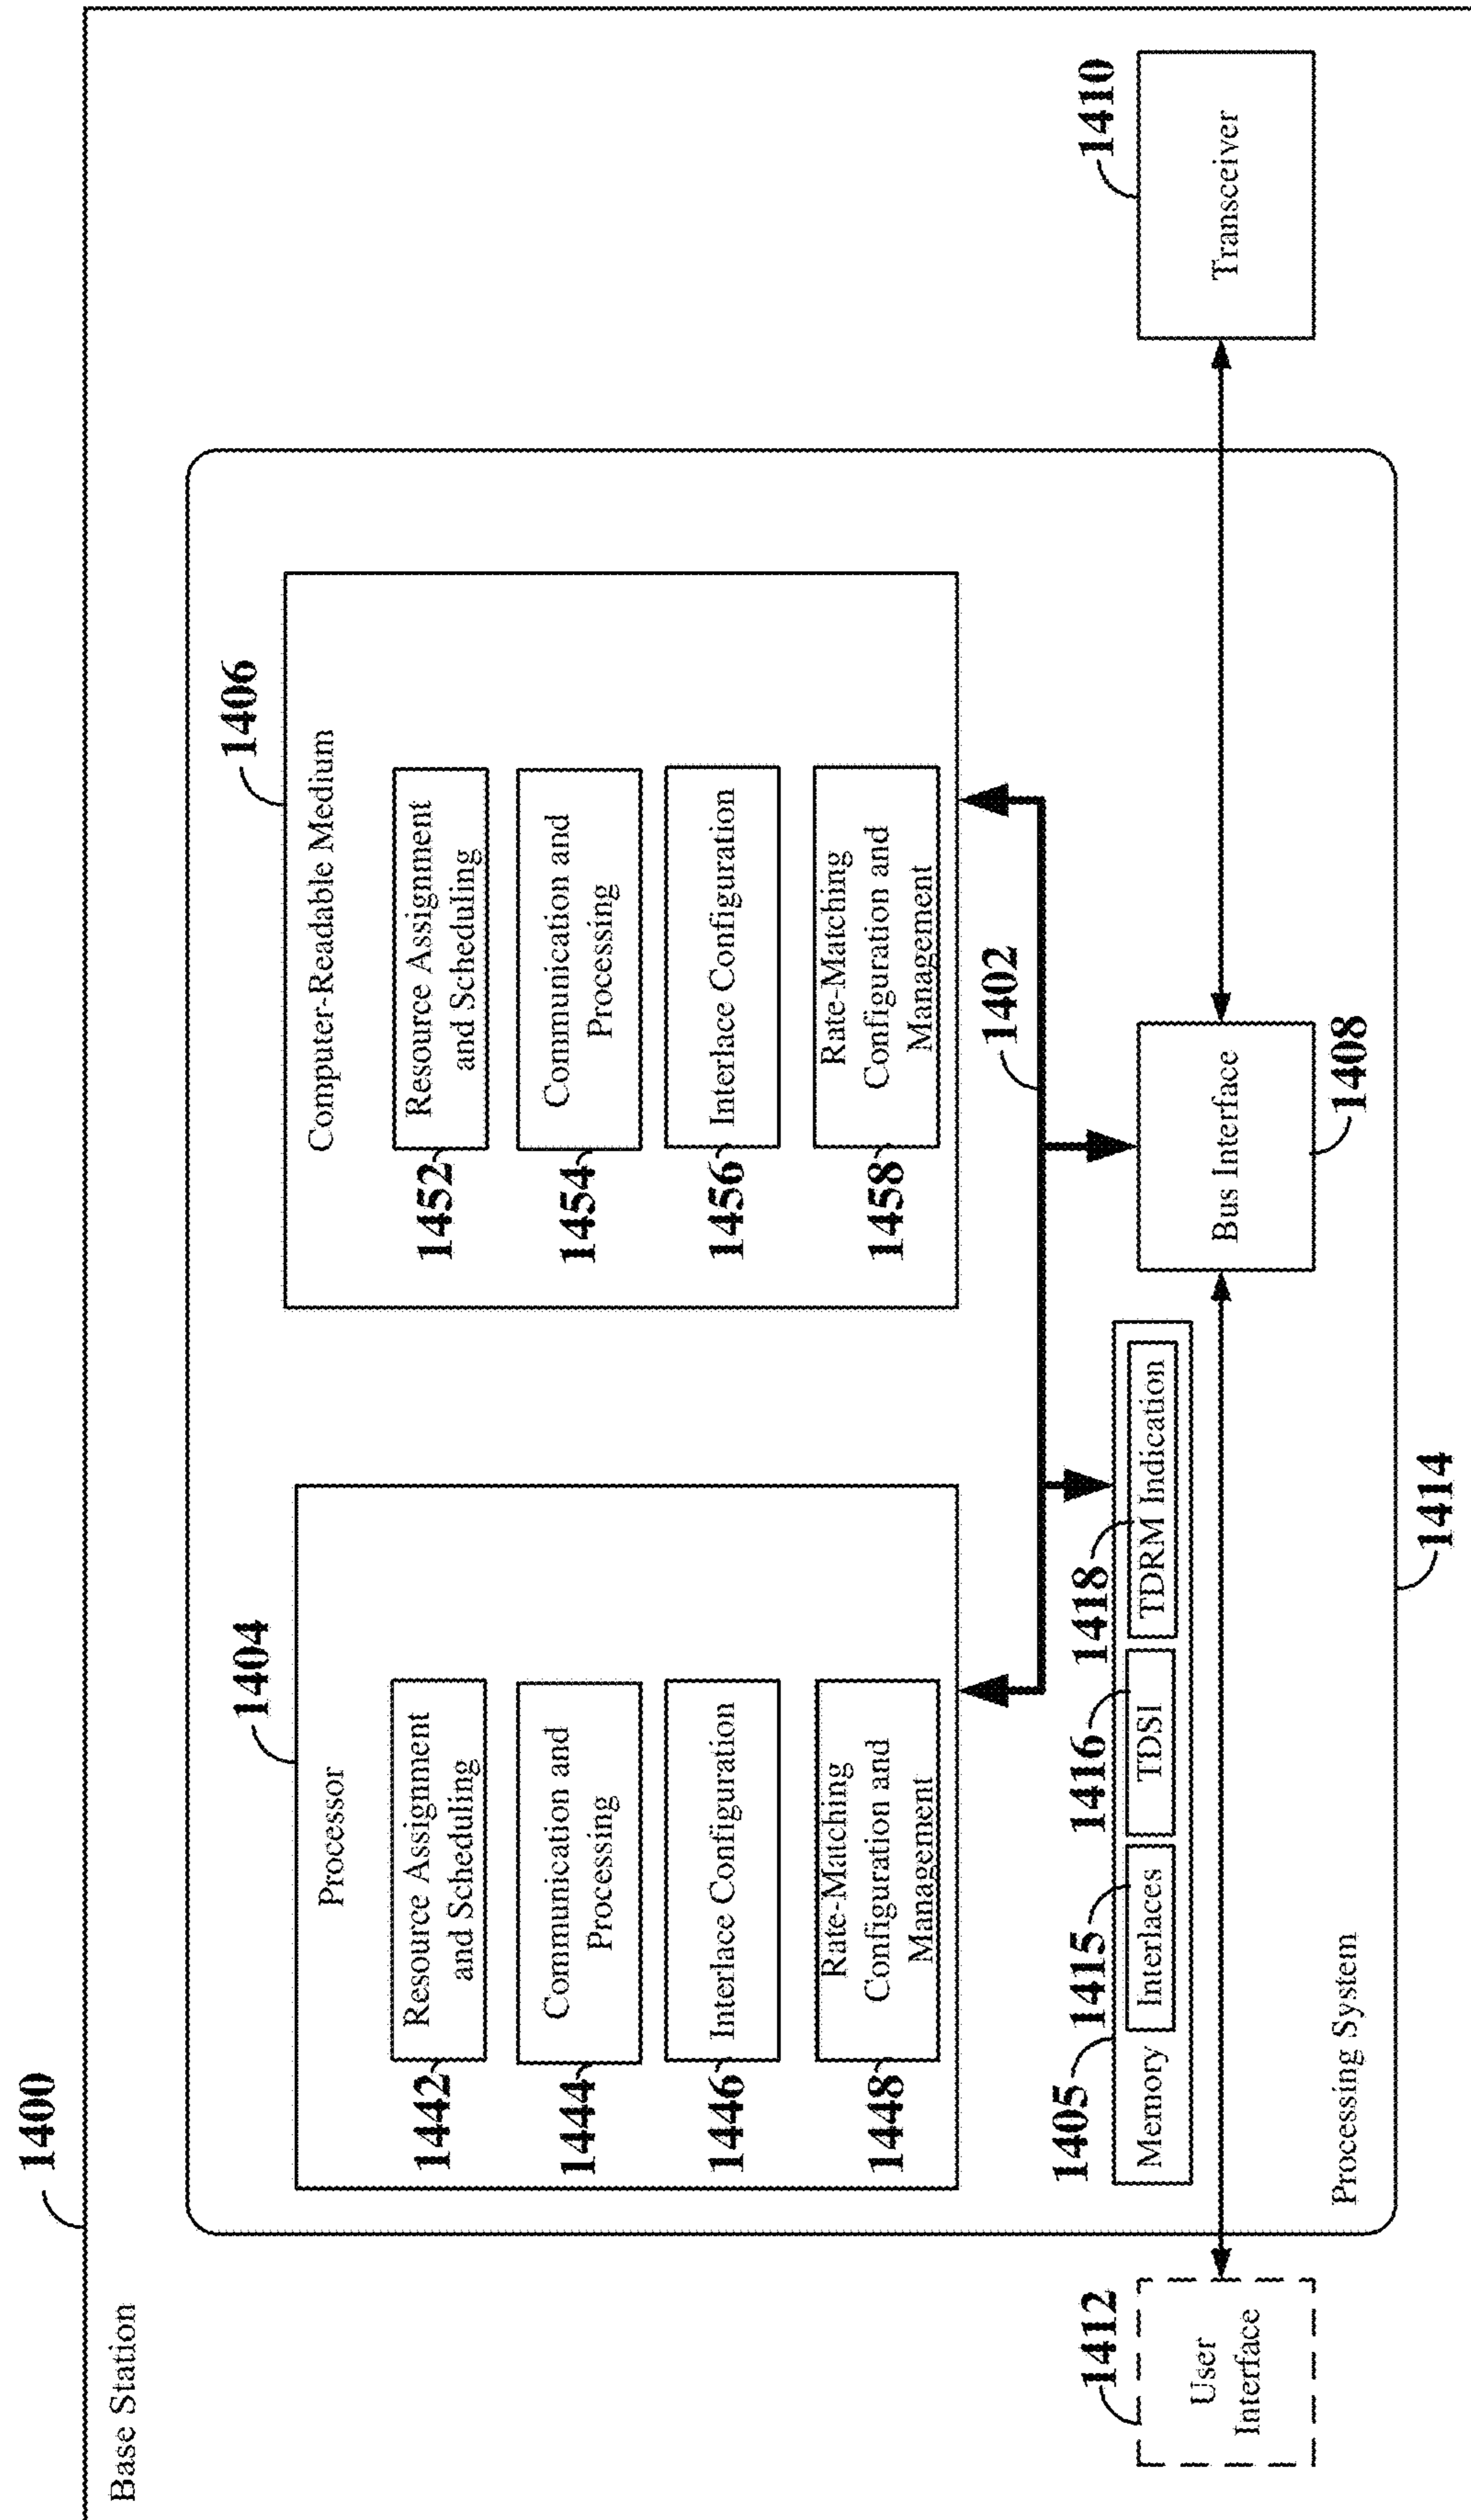 1400
Base Station
1404
Processor
1442
Resource Assignment
and Scheduling
1444
Communication and
Processing
1446
Interlace Configuration
1448
Rate-Matching
Configuration and
Management
1406
Computer-Readable Medium
1452
Resource Assignment
and Scheduling
1454
Communication and
Processing
1456
Interlace Configuration
1458
Rate-Matching
Configuration and
Management
1402
1405
1415
1416
1418
Memory
Interlaces
TDSI
TDRM Indication
1412
User
Interface
Bus Interface
1408
1410
Transceiver
Processing System
1414